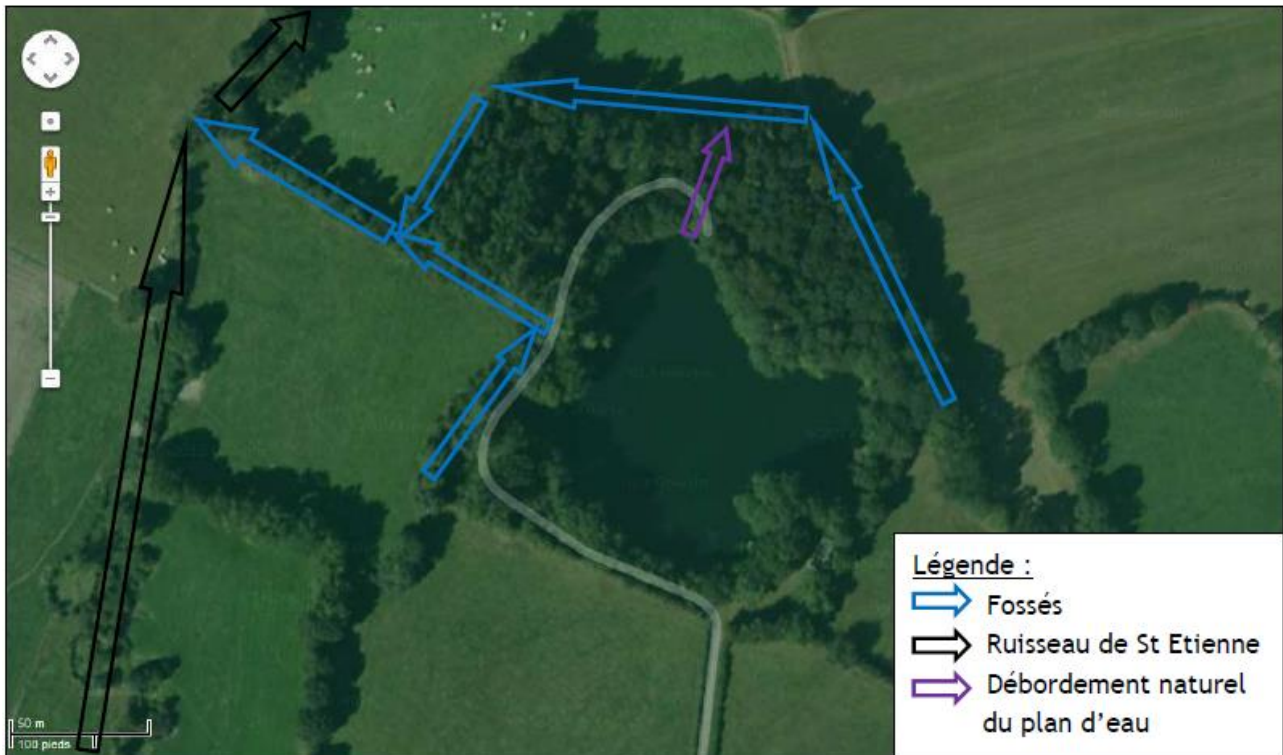 50 m
100 pieds
Légende :
Fossés
Ruisseau de St Etienne
Débordement naturel
du plan d’eau